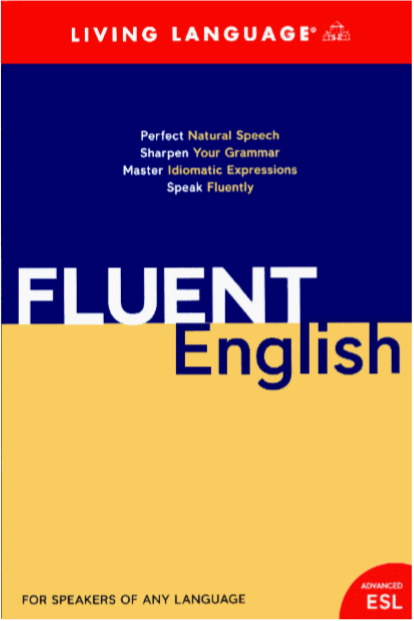 LIVING LANGUAGE®
Perfect Natural Speech
Sharpen Your Grammar
Master Idiomatic Expressions
Speak Fluently
FLUENT
English
FOR SPEAKERS OF ANY LANGUAGE
ADVANCED
ESL